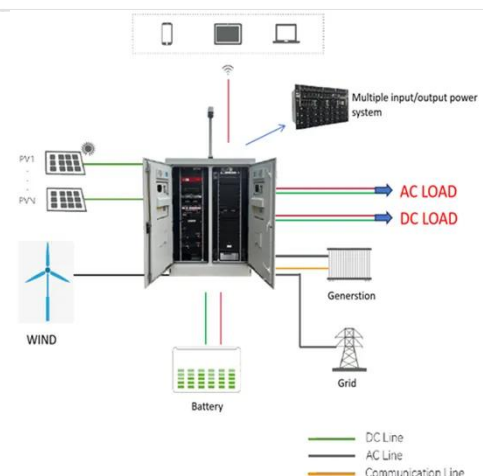 Multiple input/output power
system
PV1
PVN
AC LOAD
DC LOAD
WIND
Generstion
Grid
Battery
DC Line
AC Line
Communication Line